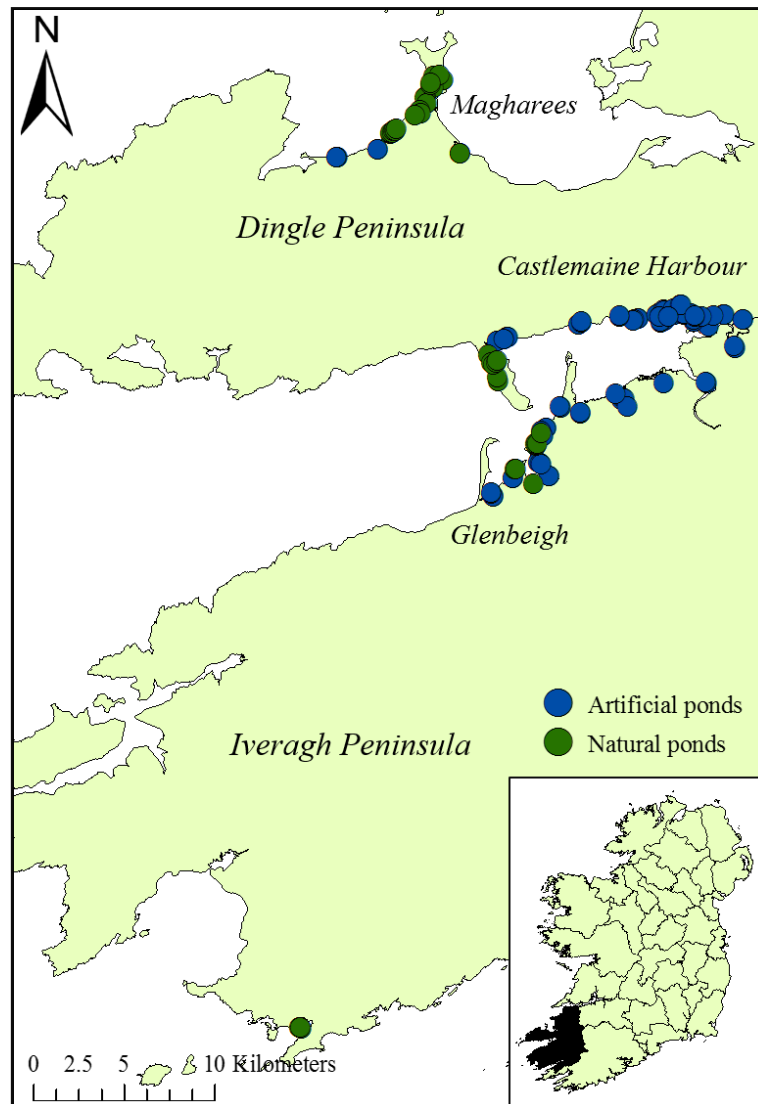 N
Magharees
Dingle Peninsula
Castlemaine Harbour
Glenbeigh
Artificial ponds
Iveragh Peninsula
Natural ponds
0 2.5 5 10 Kilometers